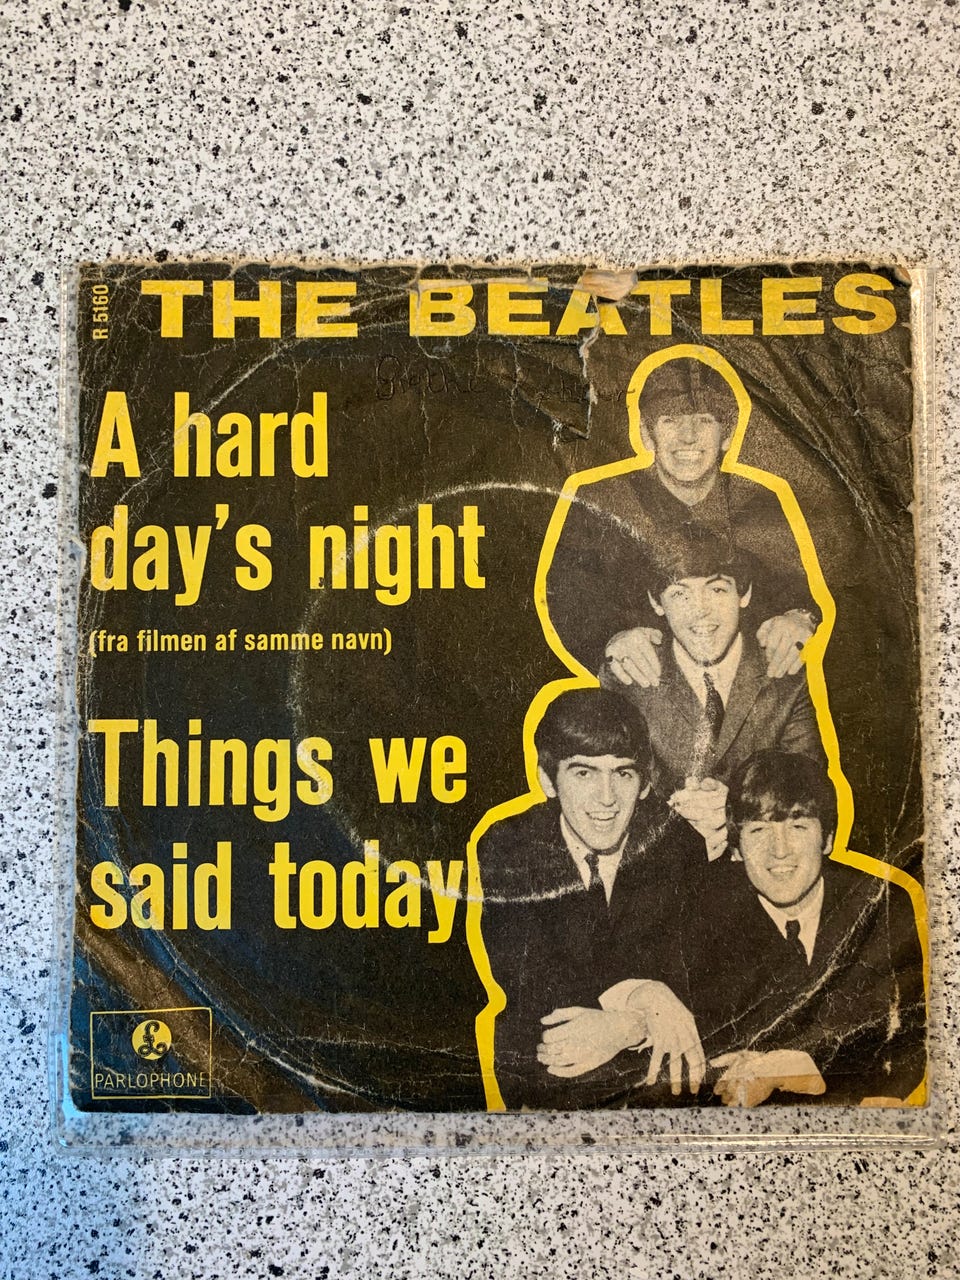 R 5160
THE BEATLES
A hard
day's night
(fra filmen af samme navn)
Things we
said today
£
PARLOPHONE